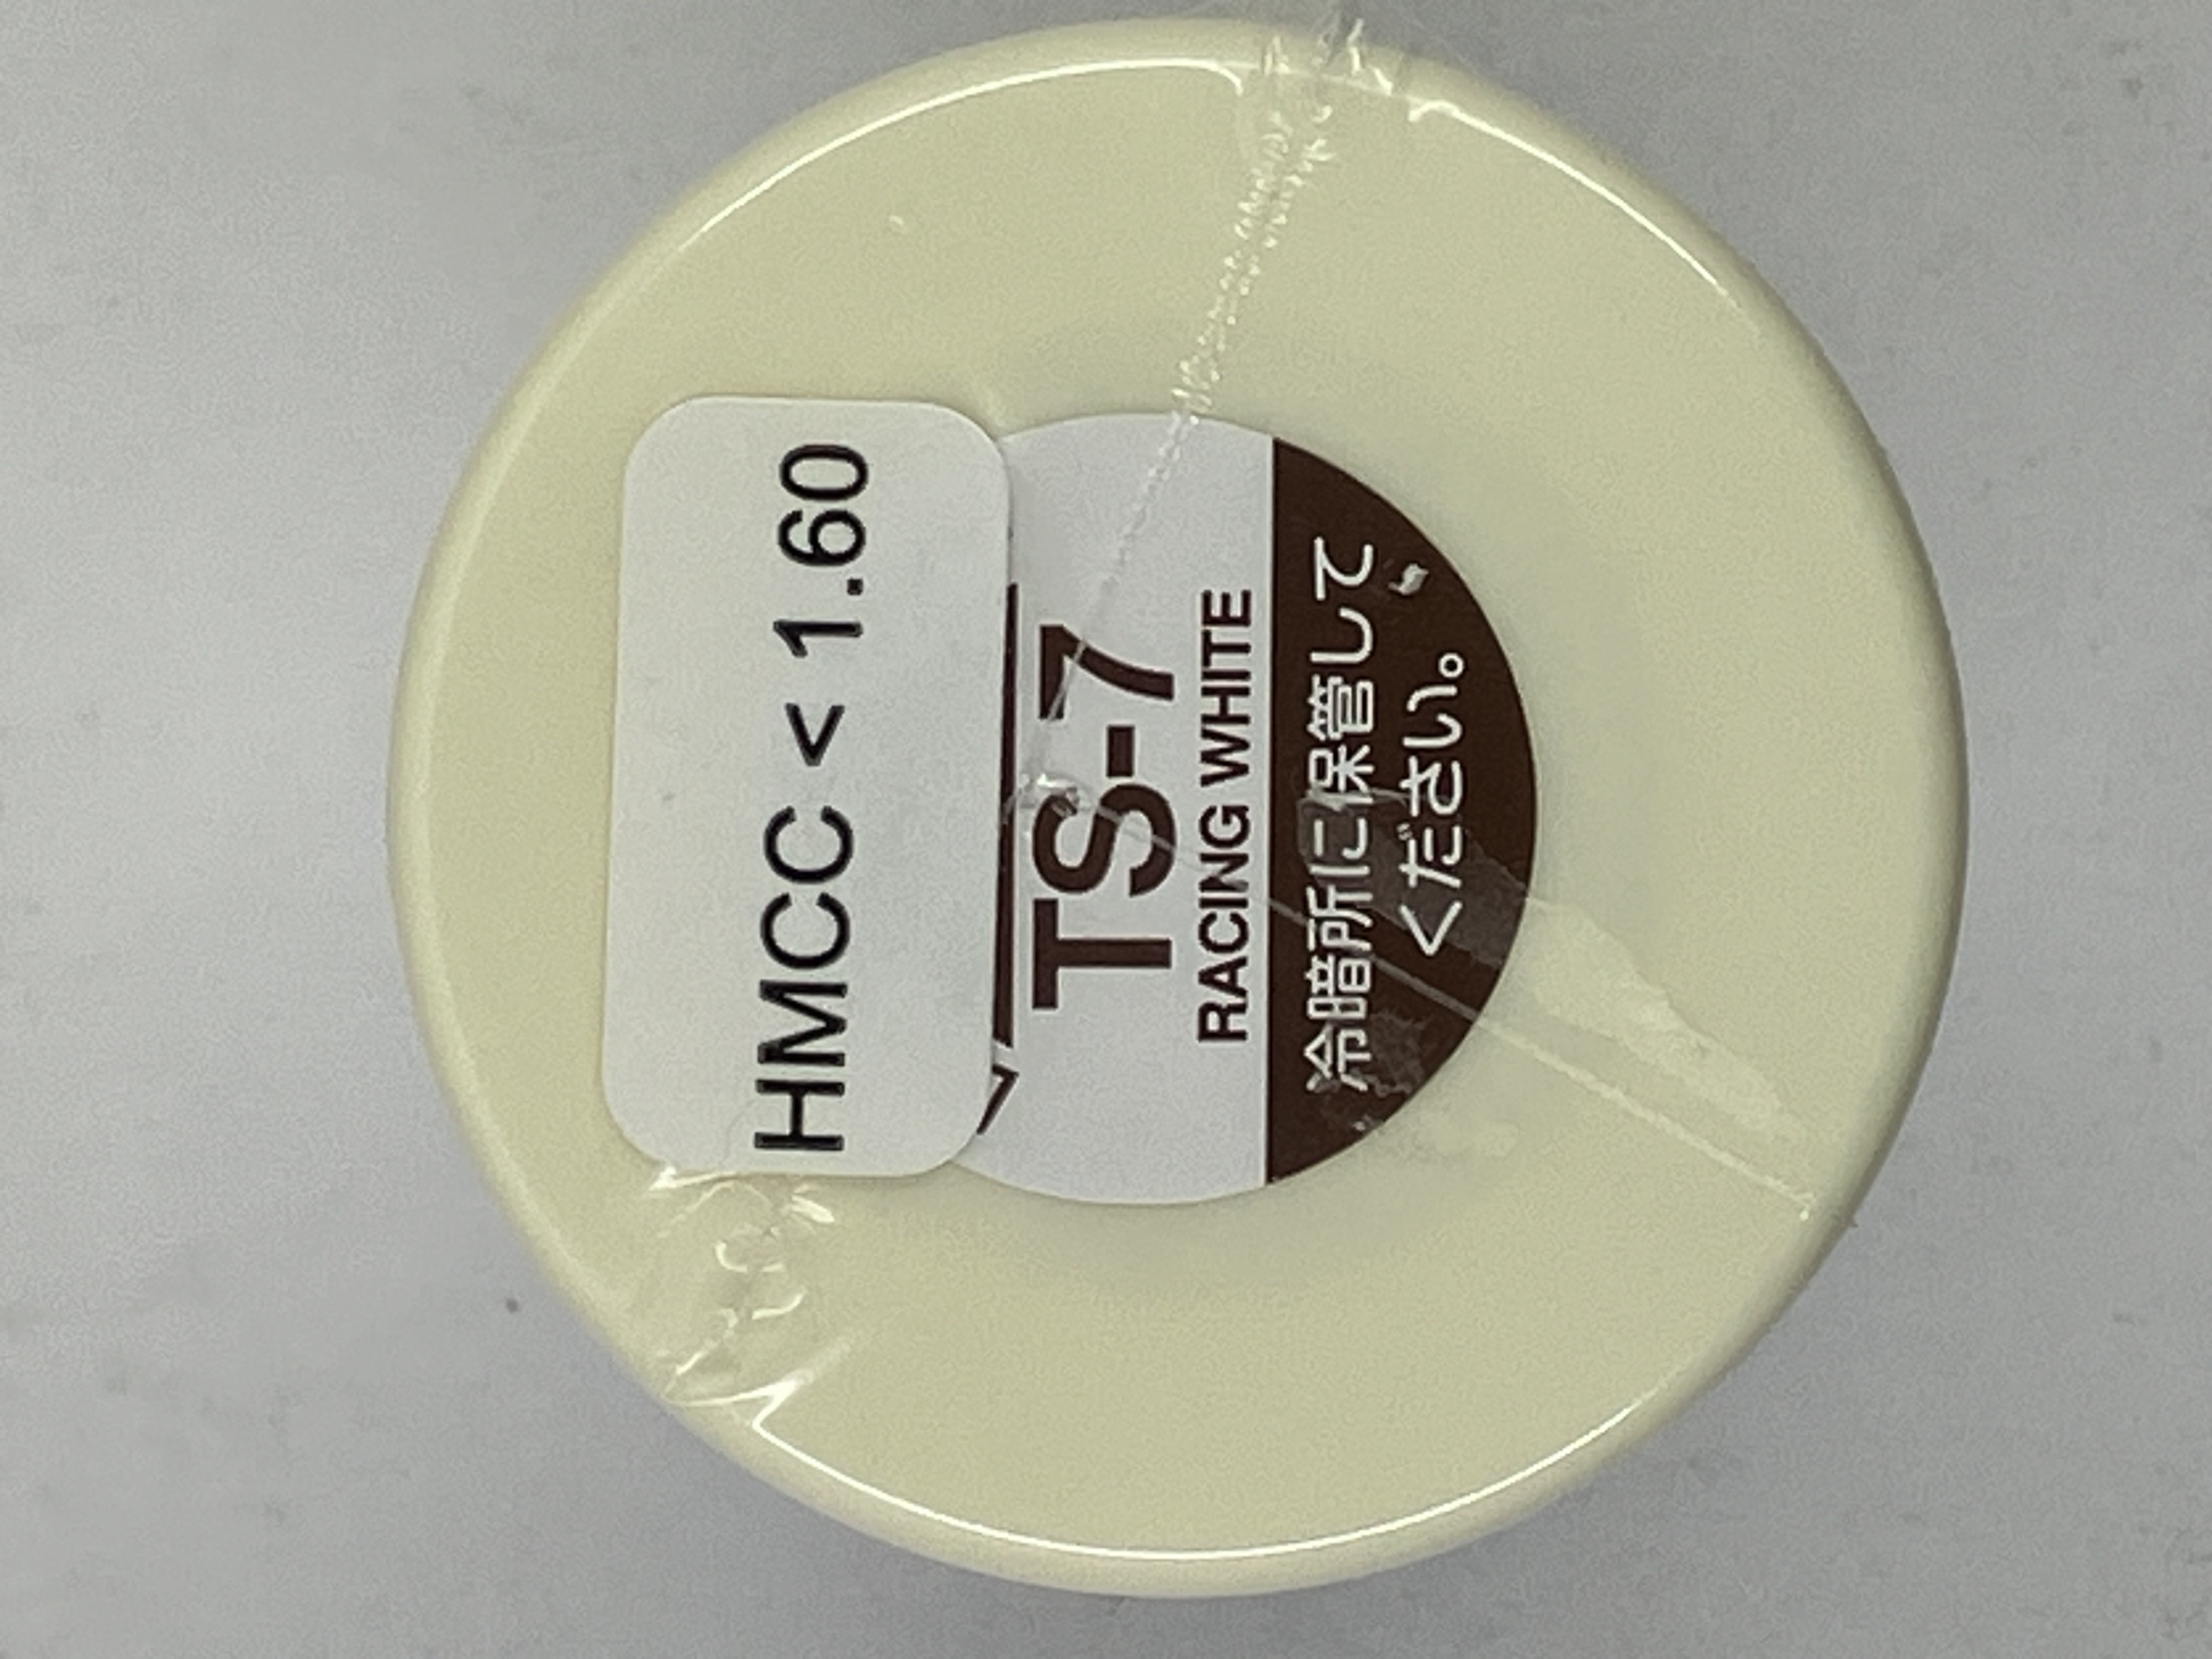 HMCC < 1.60
TS-7
RACING WHITE
冷暗所に保管して、
ください。